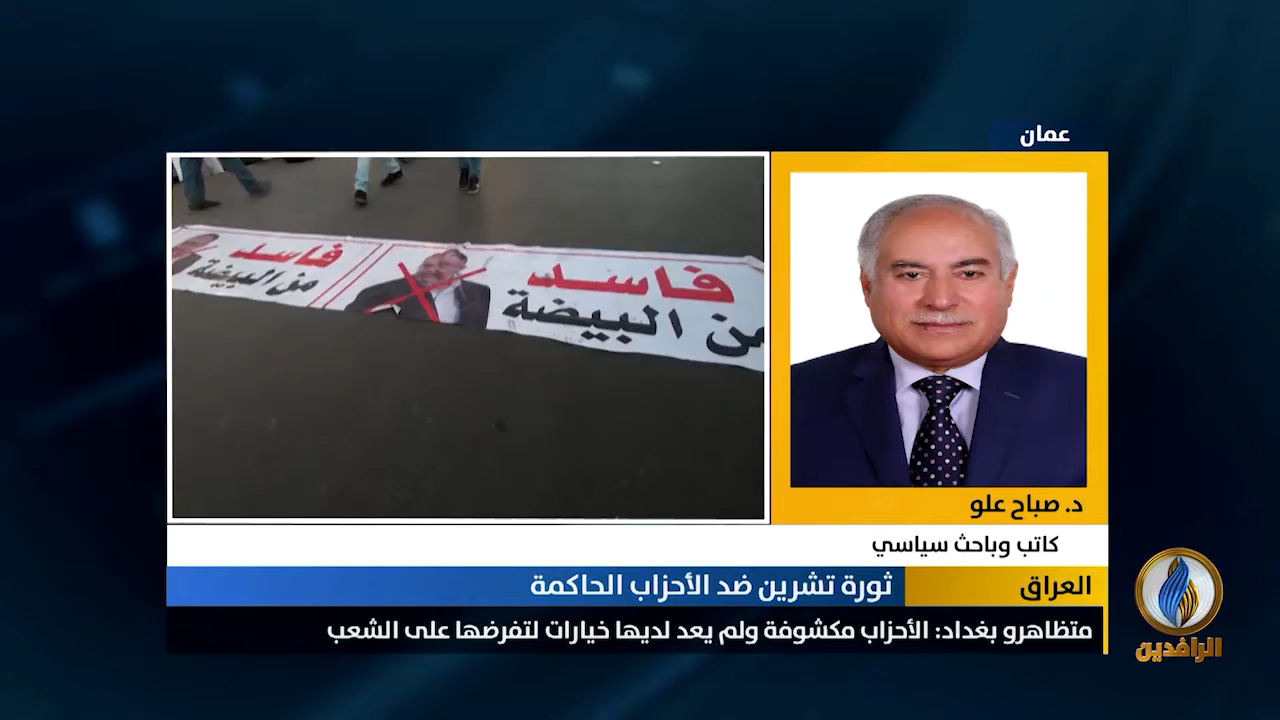 عمان
فاسد
من البيضة
فاسد
من البيضة
د. صباح علو
كاتب وباحث سياسي
العراق
ثورة تشرين ضد الأحزاب الحاكمة
متظاهرو بغداد: الأحزاب مكشوفة ولم يعد لديها خيارات لتفرضها على الشعب
الرافدين